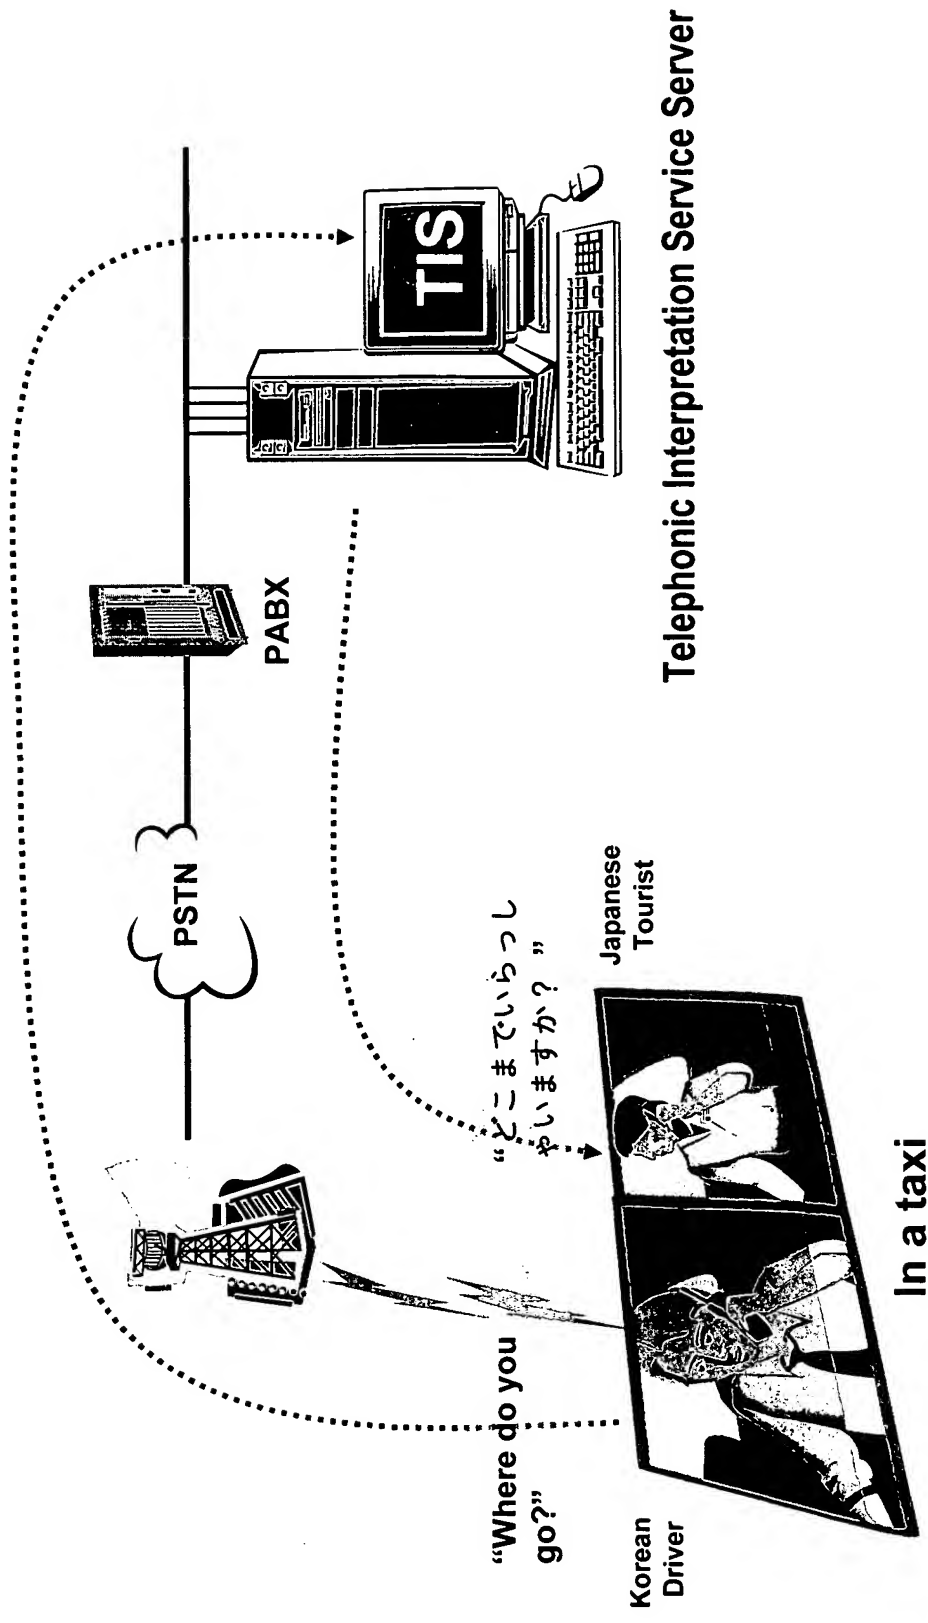 "Where do you
go?"
"どこまでいらっし
ゃいますか？"
Korean
Driver
Japanese
Tourist
In a taxi
PSTN
PABX
TIS
Telephonic Interpretation Service Server